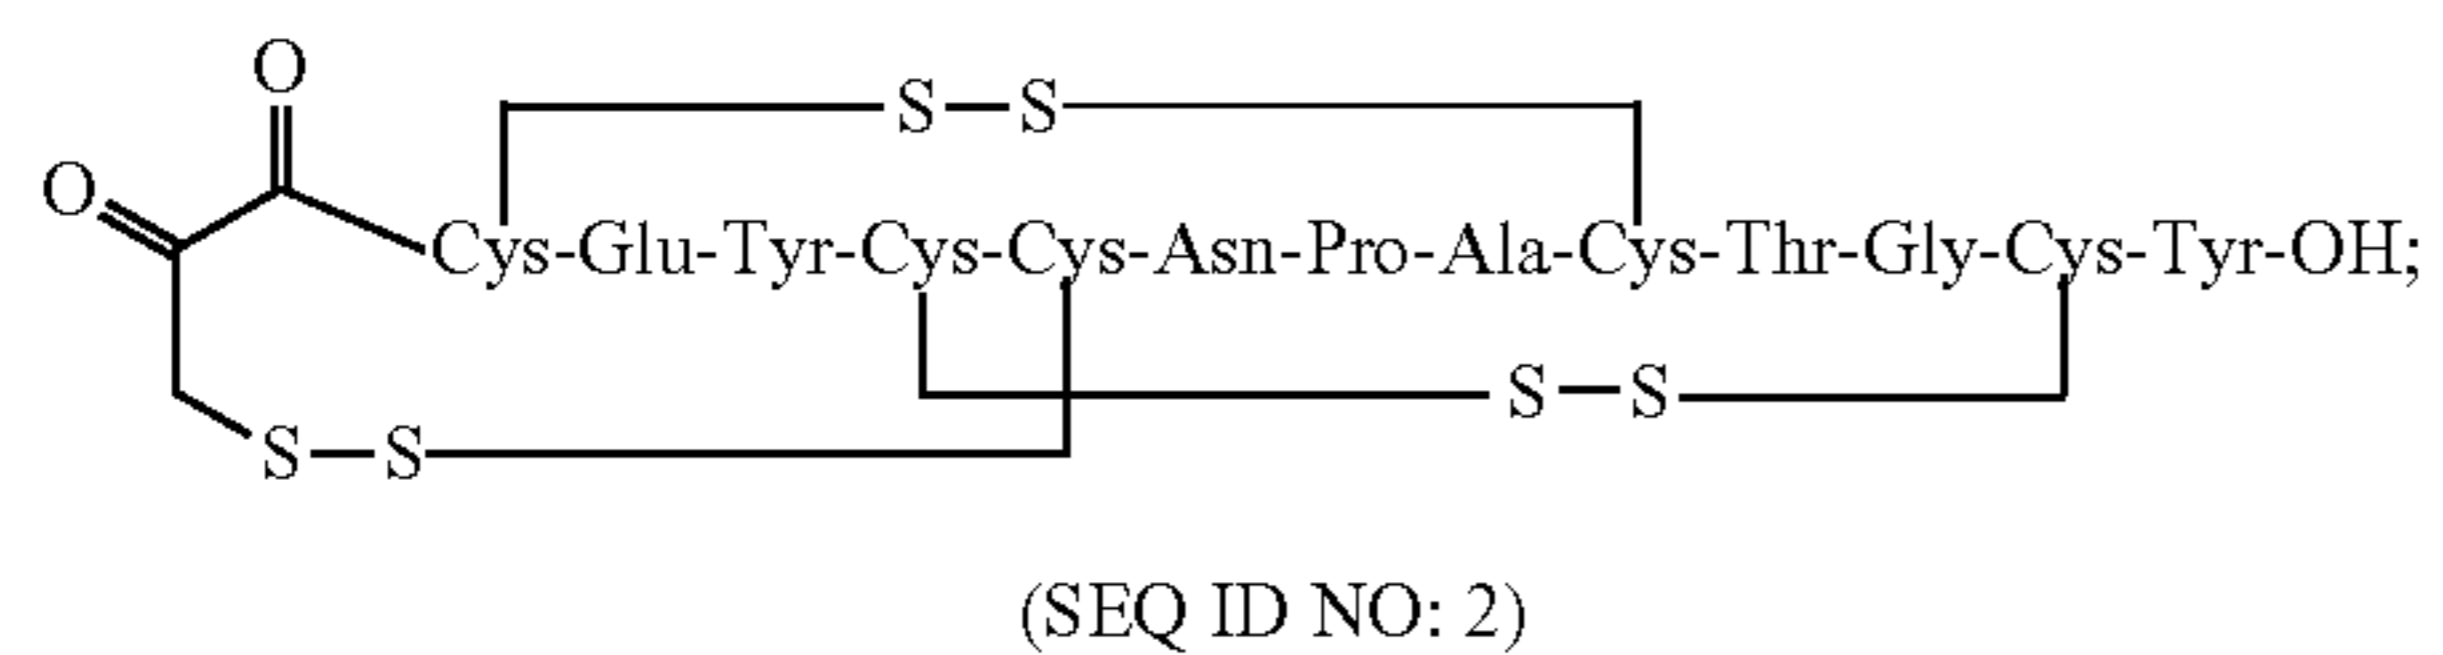 O
S—S
O
Cys-Glu-Tyr-Cys-Cys-Asn-Pro-Ala-Cys-Thr-Gly-Cys-Tyr-OH;
S—S
S—S
(SEQ ID NO: 2)